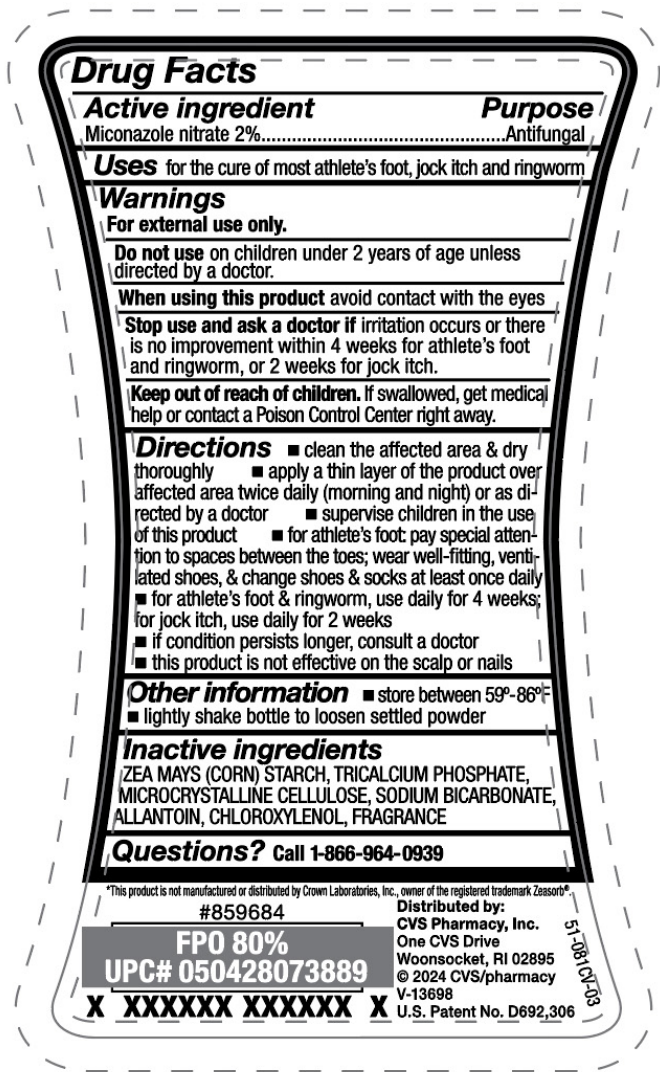 Drug Facts
Active ingredient Purpose
Miconazole nitrate 2%................................................Antifungal
Uses for the cure of most athlete's foot, jock itch and ringworm
Warnings
For external use only.
Do not use on children under 2 years of age unless
directed by a doctor.
When using this product avoid contact with the eyes
Stop use and ask a doctor if irritation occurs or there
is no improvement within 4 weeks for athlete's foot
and ringworm, or 2 weeks for jock itch.
Keep out of reach of children. If swallowed, get medical
help or contact a Poison Control Center right away.
Directions ■ clean the affected area & dry
thoroughly ■ apply a thin layer of the product over
affected area twice daily (morning and night) or as di-
rected by a doctor ■ supervise children in the use
of this product ■ for athlete's foot: pay special atten-
tion to spaces between the toes; wear well-fitting, venti-
lated shoes, & change shoes & socks at least once daily
■ for athlete's foot & ringworm, use daily for 4 weeks;
for jock itch, use daily for 2 weeks
■ if condition persists longer, consult a doctor
■ this product is not effective on the scalp or nails
Other information ■ store between 59º-86ºF
■ lightly shake bottle to loosen settled powder
Inactive ingredients
ZEA MAYS (CORN) STARCH, TRICALCIUM PHOSPHATE,
MICROCRYSTALLINE CELLULOSE, SODIUM BICARBONATE,
ALLANTOIN, CHLOROXYLENOL, FRAGRANCE
Questions? Call 1-866-964-0939
*This product is not manufactured or distributed by Crown Laboratories, Inc., owner of the registered trademark Zeasorb®.
#859684
FPO 80%
UPC# 050428073889
X XXXXXX XXXXXX X
Distributed by:
CVS Pharmacy, Inc.
One CVS Drive
Woonsocket, RI 02895
© 2024 CVS/pharmacy
V-13698
U.S. Patent No. D692,306
51-081CV-03